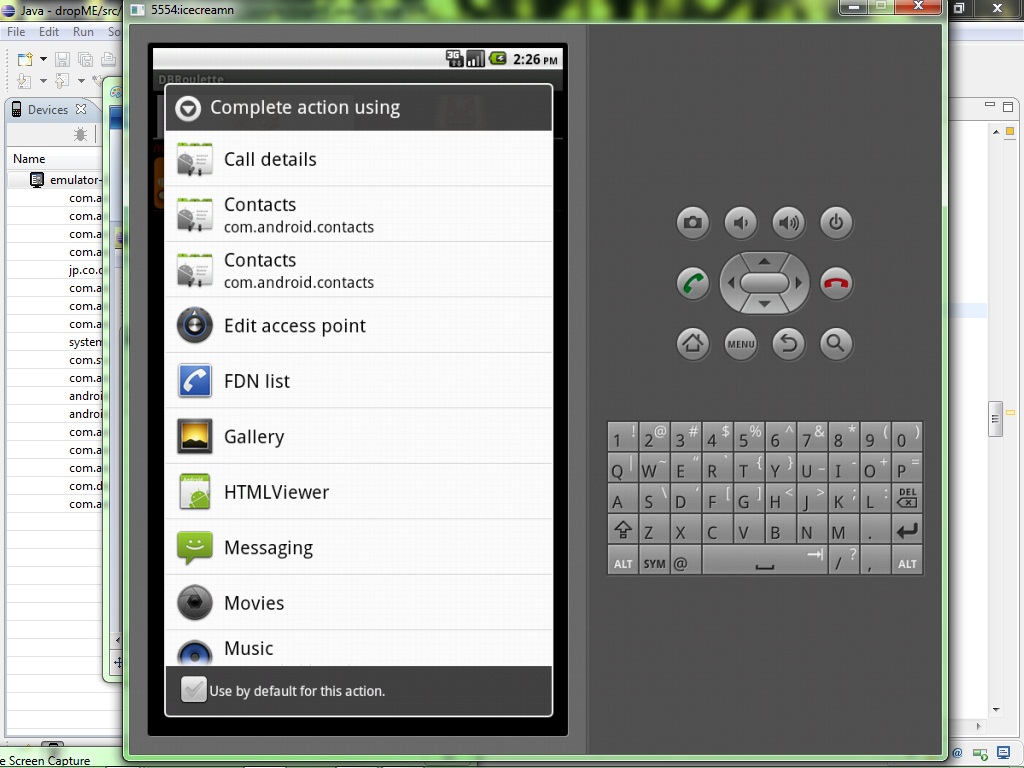 Java - dropME/src/
5554:icecreamn
File Edit Run So
Devices
Name
emulator-
com.a
com.a
com.a
com.a
jp.co.c
com.a
com.a
com.a
system
com.s
com.a
androi
androi
com.a
com.a
com.a
com.d
com.a
e Screen Capture
3G
2:26 PM
DBRoulette
Complete action using
Call details
Contacts
com.android.contacts
Contacts
com.android.contacts
Edit access point
FDN list
Gallery
HTMLViewer
Messaging
Movies
Music
Use by default for this action.
MENU
1 ! 2 @ 3 # 4 $ 5 % 6 ^ 7 & 8 * 9 ( 0 )
Q | W ~ E " R ` T { Y } U _ I - O + P =
A S \ D ' F [ G ] H < J > K ; L : DEL
Z X C V B N M .
ALT SYM @ / ? , ALT